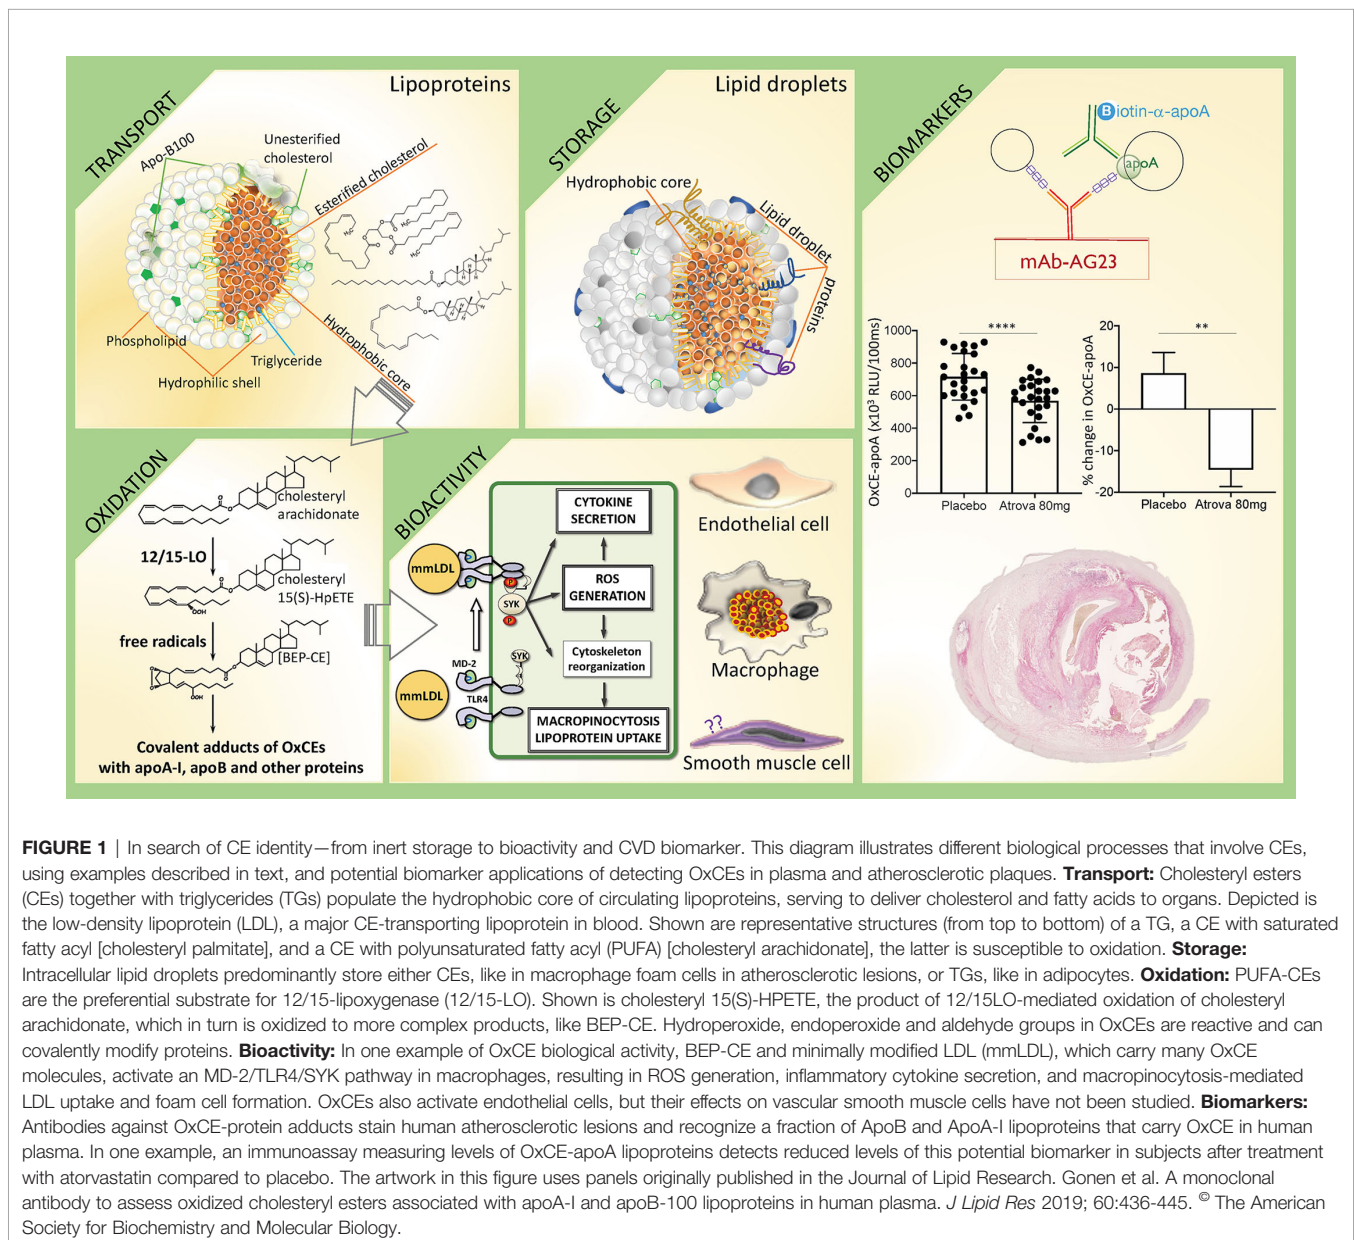 TRANSPORT
Lipoproteins
Apo-B100
Unesterified
cholesterol
Esterified cholesterol
H₃C
H₃C
H₃C
Phospholipid
Triglyceride
Hydrophilic shell
Hydrophobic core
STORAGE
Lipid droplets
Hydrophobic core
Lipid droplet
proteins
OXIDATION
cholesteryl
arachidonate
12/15-LO
cholesteryl
15(S)-HpETE
OOH
free radicals
[BEP-CE]
OOH
Covalent adducts of OxCEs
with apoA-I, apoB and other proteins
BIOACTIVITY
mmLDL
P
SYK
P
MD-2
SYK
mmLDL
TLR4
CYTOKINE
SECRETION
ROS
GENERATION
Cytoskeleton
reorganization
MACROPINOCYTOSIS
LIPOPROTEIN UPTAKE
Endothelial cell
Macrophage
??
Smooth muscle cell
BIOMARKERS
Biotin-α-apoA
apoA
mAb-AG23
OxCE-apoA (x10³ RLU/100ms)
1000
800
600
400
200
0
****
Placebo
Atrova 80mg
% change in OxCE-apoA
20
10
0
-10
-20
**
Placebo
Atrova 80mg
FIGURE 1 | In search of CE identity—from inert storage to bioactivity and CVD biomarker. This diagram illustrates different biological processes that involve CEs,
using examples described in text, and potential biomarker applications of detecting OxCEs in plasma and atherosclerotic plaques. Transport: Cholesteryl esters
(CEs) together with triglycerides (TGs) populate the hydrophobic core of circulating lipoproteins, serving to deliver cholesterol and fatty acids to organs. Depicted is
the low-density lipoprotein (LDL), a major CE-transporting lipoprotein in blood. Shown are representative structures (from top to bottom) of a TG, a CE with saturated
fatty acyl [cholesteryl palmitate], and a CE with polyunsaturated fatty acyl (PUFA) [cholesteryl arachidonate], the latter is susceptible to oxidation. Storage:
Intracellular lipid droplets predominantly store either CEs, like in macrophage foam cells in atherosclerotic lesions, or TGs, like in adipocytes. Oxidation: PUFA-CEs
are the preferential substrate for 12/15-lipoxygenase (12/15-LO). Shown is cholesteryl 15(S)-HPETE, the product of 12/15LO-mediated oxidation of cholesteryl
arachidonate, which in turn is oxidized to more complex products, like BEP-CE. Hydroperoxide, endoperoxide and aldehyde groups in OxCEs are reactive and can
covalently modify proteins. Bioactivity: In one example of OxCE biological activity, BEP-CE and minimally modified LDL (mmLDL), which carry many OxCE
molecules, activate an MD-2/TLR4/SYK pathway in macrophages, resulting in ROS generation, inflammatory cytokine secretion, and macropinocytosis-mediated
LDL uptake and foam cell formation. OxCEs also activate endothelial cells, but their effects on vascular smooth muscle cells have not been studied. Biomarkers:
Antibodies against OxCE-protein adducts stain human atherosclerotic lesions and recognize a fraction of ApoB and ApoA-I lipoproteins that carry OxCE in human
plasma. In one example, an immunoassay measuring levels of OxCE-apoA lipoproteins detects reduced levels of this potential biomarker in subjects after treatment
with atorvastatin compared to placebo. The artwork in this figure uses panels originally published in the Journal of Lipid Research. Gonen et al. A monoclonal
antibody to assess oxidized cholesteryl esters associated with apoA-I and apoB-100 lipoproteins in human plasma. J Lipid Res 2019; 60:436-445. © The American
Society for Biochemistry and Molecular Biology.